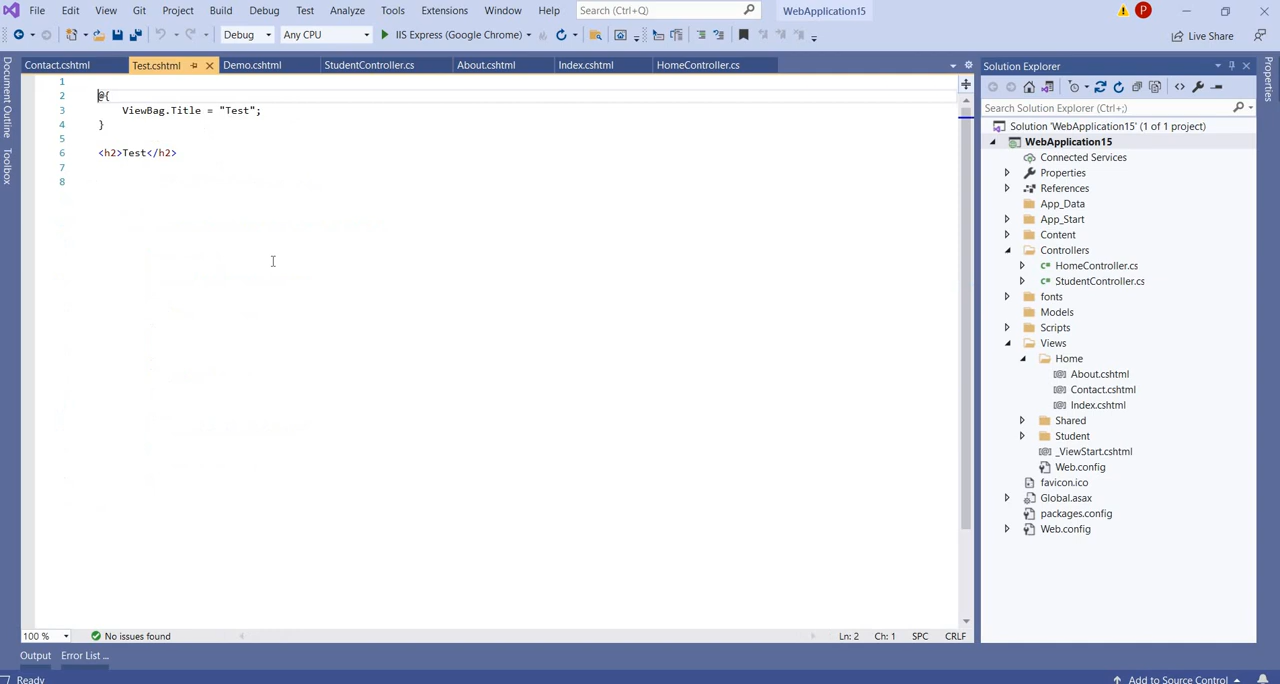 File Edit View Git Project Build Debug Test Analyze Tools Extensions Window Help Search (Ctrl+Q) WebApplication15 P
Debug Any CPU IIS Express (Google Chrome) Live Share
Contact.cshtml Test.cshtml Demo.cshtml StudentController.cs About.cshtml Index.cshtml HomeController.cs
Document Outline
Toolbox
1
2 @{
3 ViewBag.Title = "Test";
4 }
5
6 <h2>Test</h2>
7
8
100 % No issues found Ln: 2 Ch: 1 SPC CRLF
Output Error List ...
Solution Explorer
Search Solution Explorer (Ctrl+;)
Solution 'WebApplication15' (1 of 1 project)
WebApplication15
Connected Services
Properties
References
App_Data
App_Start
Content
Controllers
C# HomeController.cs
C# StudentController.cs
fonts
Models
Scripts
Views
Home
[@] About.cshtml
[@] Contact.cshtml
[@] Index.cshtml
Shared
Student
[@] _ViewStart.cshtml
Web.config
favicon.ico
Global.asax
packages.config
Web.config
Properties
Ready Add to Source Control